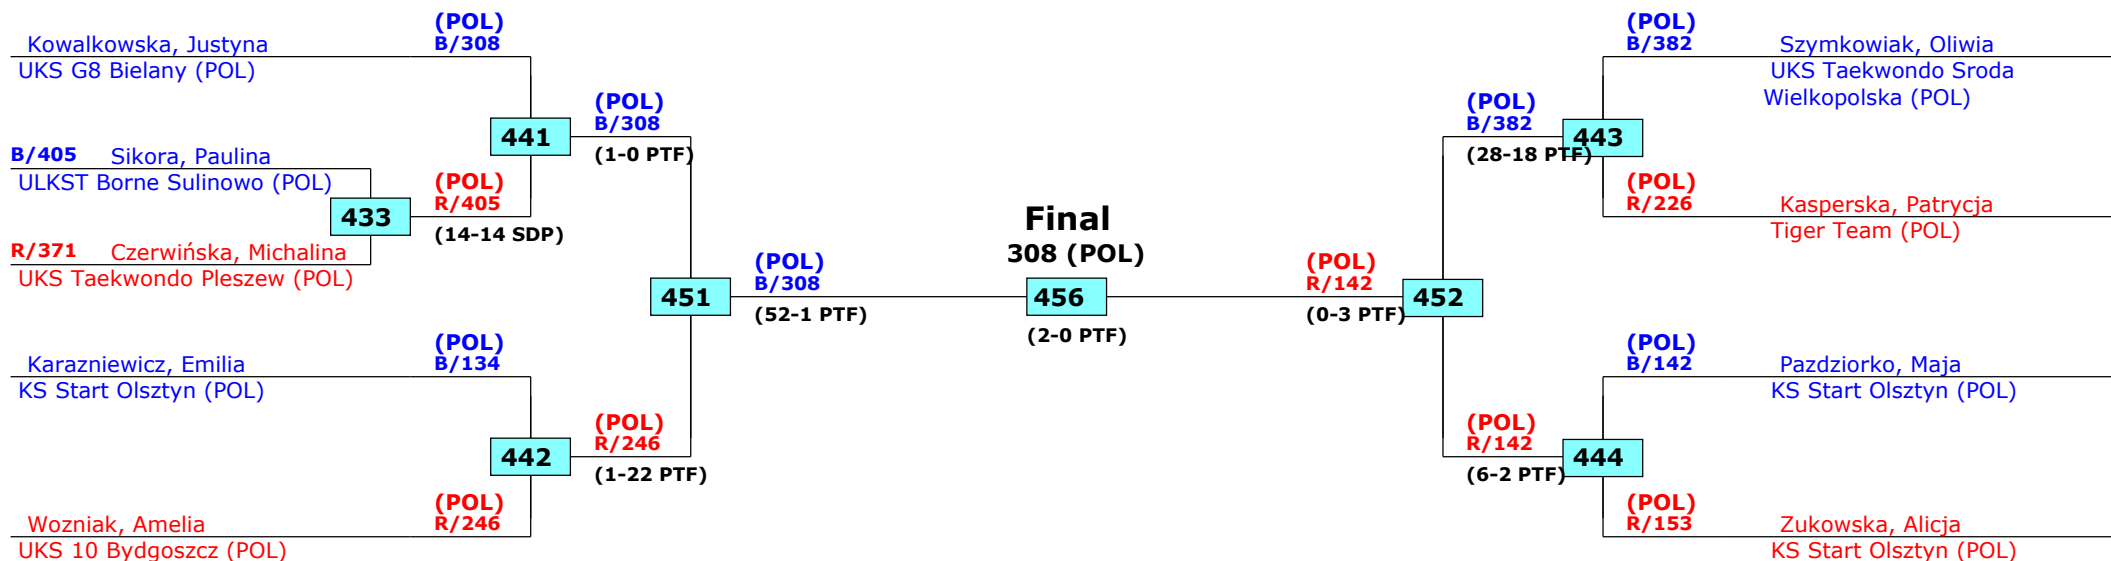 (POL)
B/308
Kowalkowska, Justyna
UKS G8 Bielany (POL)
B/405 Sikora, Paulina
ULKST Borne Sulinowo (POL)
R/371 Czerwińska, Michalina
UKS Taekwondo Pleszew (POL)
433
(POL)
R/405
(14-14 SDP)
441
(POL)
B/308
(1-0 PTF)
Karazniewicz, Emilia
KS Start Olsztyn (POL)
(POL)
B/134
Wozniak, Amelia
UKS 10 Bydgoszcz (POL)
(POL)
R/246
442
(POL)
R/246
(1-22 PTF)
451
(POL)
B/308
(52-1 PTF)
Final
308 (POL)
456
(2-0 PTF)
(POL)
R/142
(0-3 PTF)
452
(POL)
B/382
(28-18 PTF)
443
(POL)
B/382
Szymkowiak, Oliwia
UKS Taekwondo Sroda
Wielkopolska (POL)
(POL)
R/226
Kasperska, Patrycja
Tiger Team (POL)
(POL)
R/142
(6-2 PTF)
444
(POL)
B/142
Pazdziorko, Maja
KS Start Olsztyn (POL)
(POL)
R/153
Zukowska, Alicja
KS Start Olsztyn (POL)